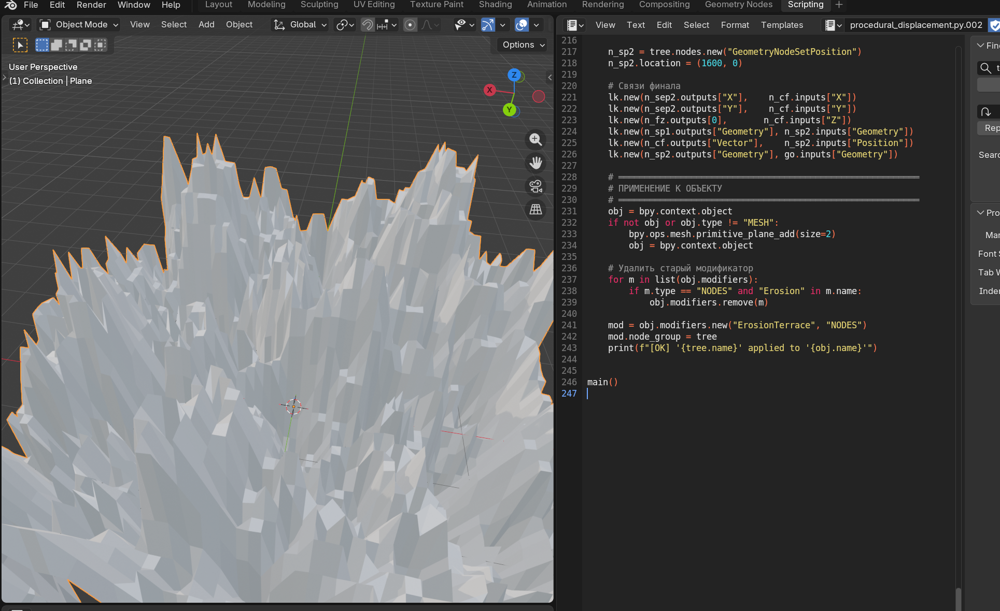 File Edit Render Window Help Layout Modeling Sculpting UV Editing Texture Paint Shading Animation Rendering Compositing Geometry Nodes Scripting
Object Mode View Select Add Object Global
Options
User Perspective
(1) Collection | Plane
Z
X
Y
View Text Edit Select Format Templates procedural_displacement.py.002
216
217 n_sp2 = tree.nodes.new("GeometryNodeSetPosition")
218 n_sp2.location = (1600, 0)
219
220 # Связи финала
221 lk.new(n_sep2.outputs["X"], n_cf.inputs["X"])
222 lk.new(n_sep2.outputs["Y"], n_cf.inputs["Y"])
223 lk.new(n_fz.outputs[0], n_cf.inputs["Z"])
224 lk.new(n_sp1.outputs["Geometry"], n_sp2.inputs["Geometry"])
225 lk.new(n_cf.outputs["Vector"], n_sp2.inputs["Position"])
226 lk.new(n_sp2.outputs["Geometry"], go.inputs["Geometry"])
227
228 # ══════════════════════════════════════════════════════════
229 # ПРИМЕНЕНИЕ К ОБЪЕКТУ
230 # ══════════════════════════════════════════════════════════
231 obj = bpy.context.object
232 if not obj or obj.type != "MESH":
233 bpy.ops.mesh.primitive_plane_add(size=2)
234 obj = bpy.context.object
235
236 # Удалить старый модификатор
237 for m in list(obj.modifiers):
238 if m.type == "NODES" and "Erosion" in m.name:
239 obj.modifiers.remove(m)
240
241 mod = obj.modifiers.new("ErosionTerrace", "NODES")
242 mod.node_group = tree
243 print(f"[OK] '{tree.name}' applied to '{obj.name}'")
244
245
246 main()
247
Font
Tab